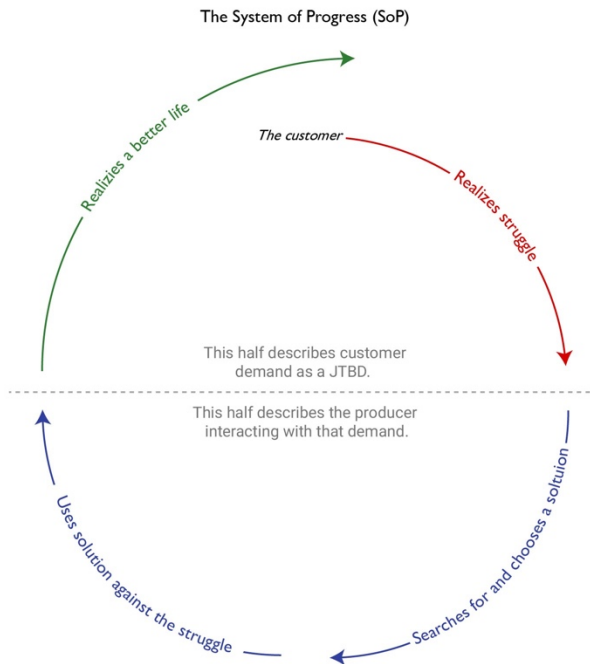 The System of Progress (SoP)
The customer
Realizes struggle
Searches for and chooses a soltuion
Uses solution against the struggle
Realizies a better life
This half describes customer
demand as a JTBD.
This half describes the producer
interacting with that demand.